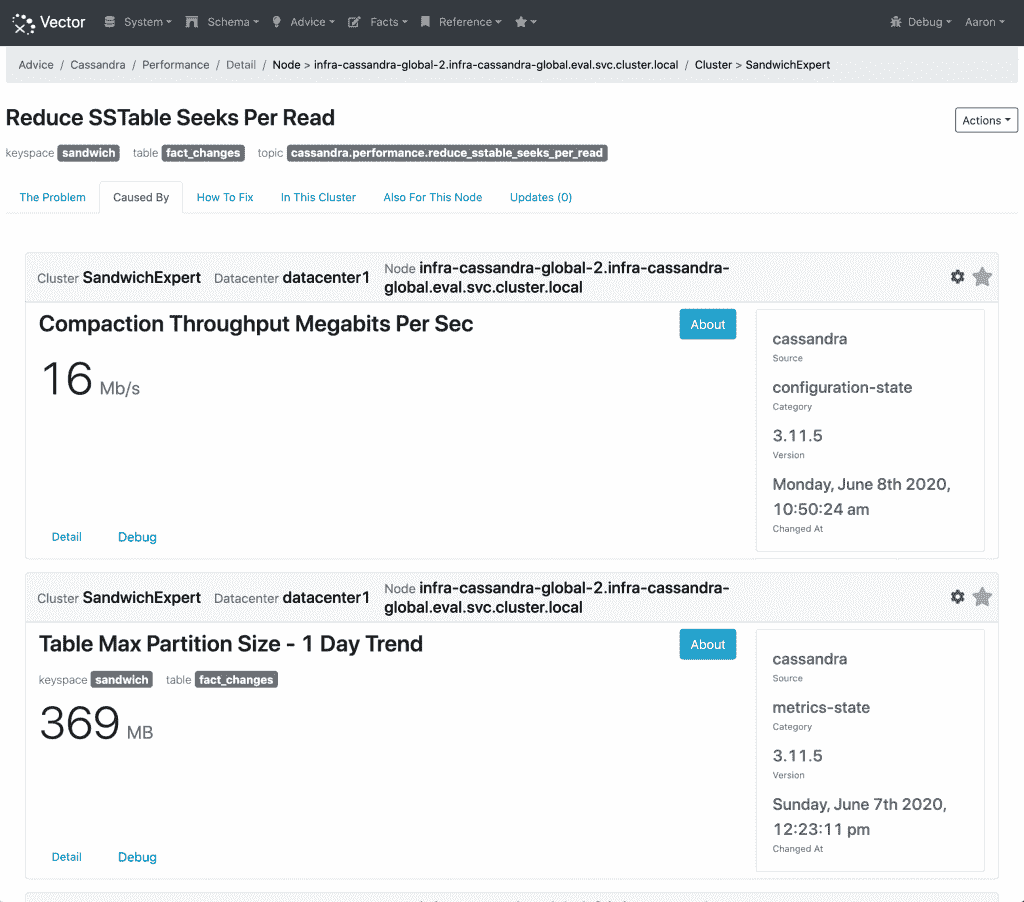 Vector System Schema Advice Facts Reference Debug Aaron
Advice / Cassandra / Performance / Detail / Node > infra-cassandra-global-2.infra-cassandra-global.eval.svc.cluster.local / Cluster > SandwichExpert
Reduce SSTable Seeks Per Read
Actions
keyspace sandwich table fact_changes topic cassandra.performance.reduce_sstable_seeks_per_read
The Problem Caused By How To Fix In This Cluster Also For This Node Updates (0)
Cluster SandwichExpert Datacenter datacenter1 Node infra-cassandra-global-2.infra-cassandra-
global.eval.svc.cluster.local
Compaction Throughput Megabits Per Sec
About
16 Mb/s
cassandra
Source
configuration-state
Category
3.11.5
Version
Monday, June 8th 2020,
10:50:24 am
Changed At
Detail Debug
Cluster SandwichExpert Datacenter datacenter1 Node infra-cassandra-global-2.infra-cassandra-
global.eval.svc.cluster.local
Table Max Partition Size - 1 Day Trend
About
keyspace sandwich table fact_changes
369 MB
cassandra
Source
metrics-state
Category
3.11.5
Version
Sunday, June 7th 2020,
12:23:11 pm
Changed At
Detail Debug